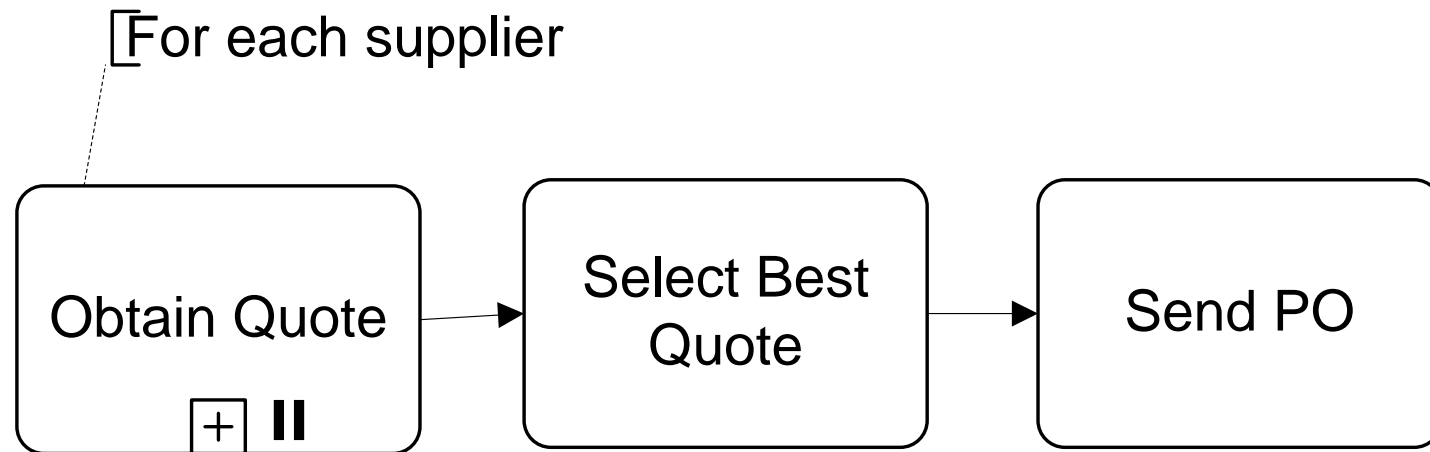 For each supplier
Obtain Quote
Select Best
Quote
Send PO